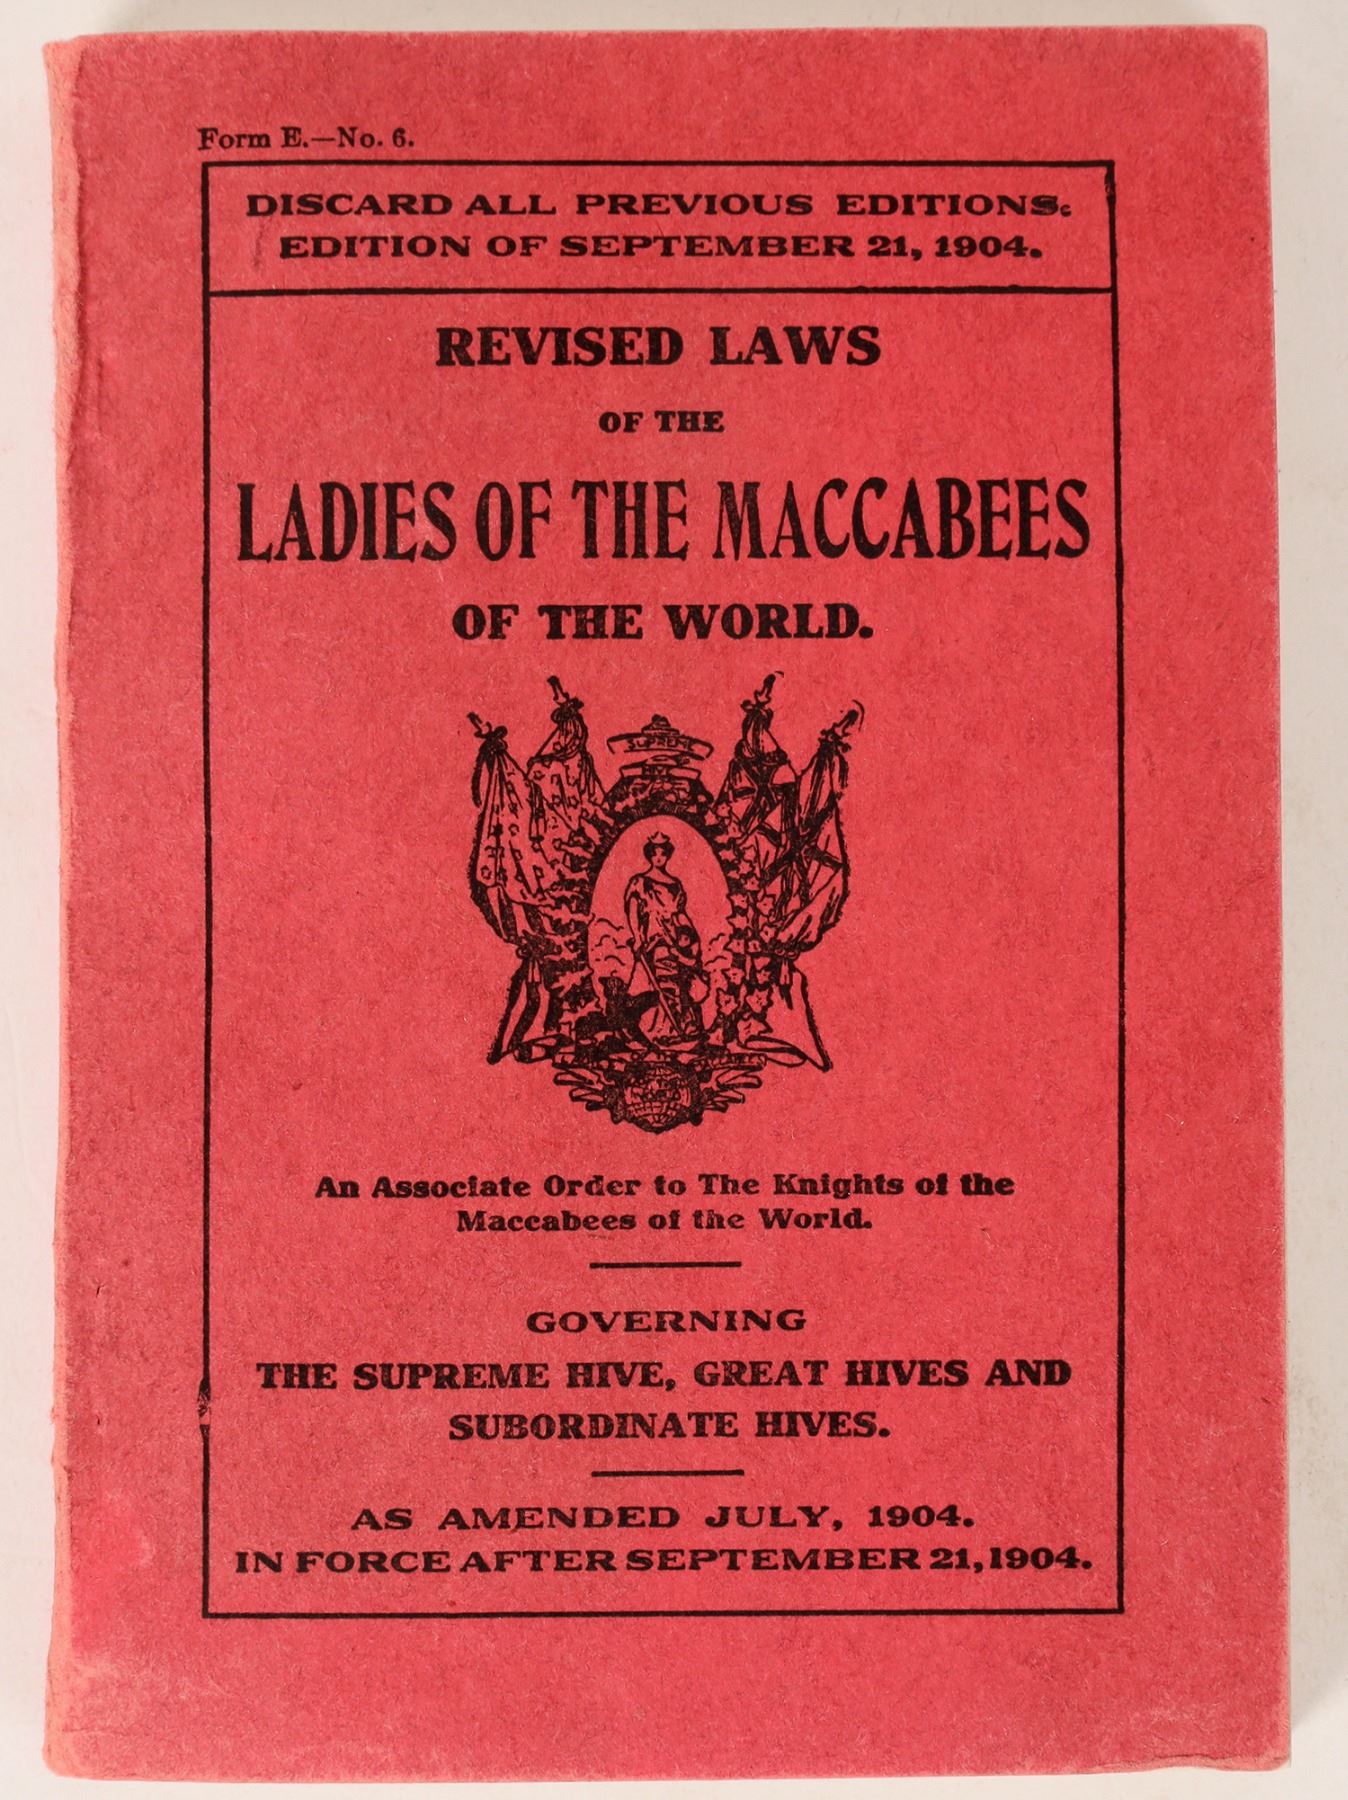 Form E.—No. 6.
DISCARD ALL PREVIOUS EDITIONS.
EDITION OF SEPTEMBER 21, 1904.
REVISED LAWS
OF THE
LADIES OF THE MACCABEES
OF THE WORLD.
SUPREME
HIVE
An Associate Order to The Knights of the
Maccabees of the World.
GOVERNING
THE SUPREME HIVE, GREAT HIVES AND
SUBORDINATE HIVES.
AS AMENDED JULY, 1904.
IN FORCE AFTER SEPTEMBER 21, 1904.